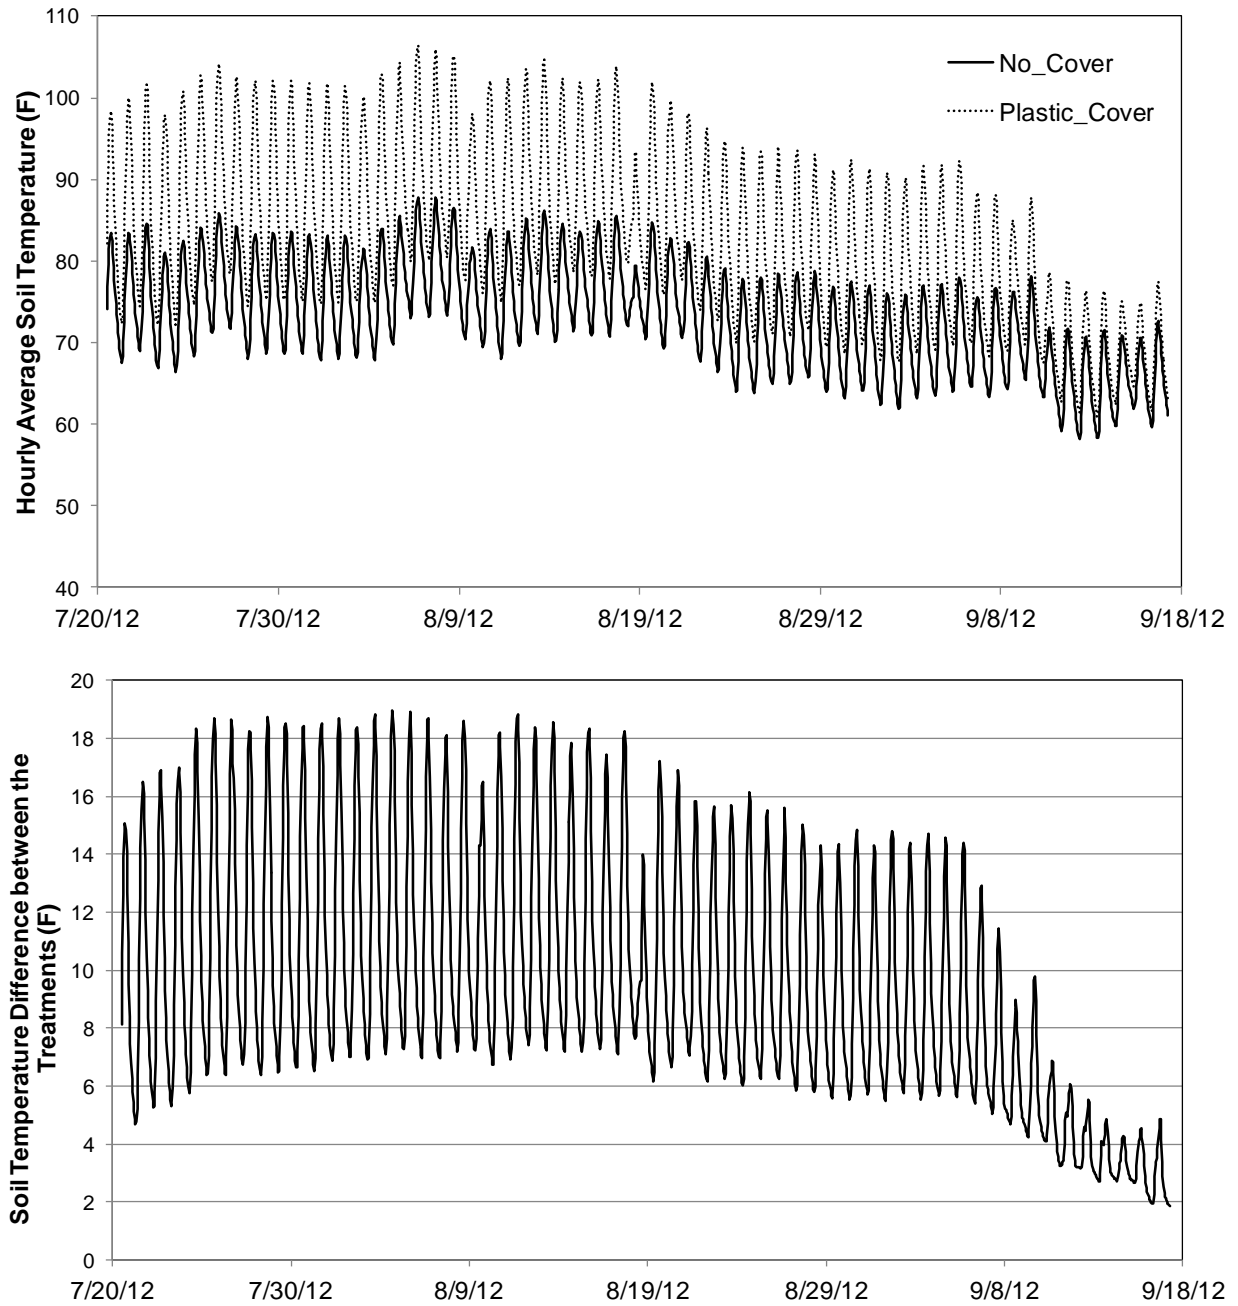 110
100
90
80
70
60
50
40
Hourly Average Soil Temperature (F)
No_Cover
Plastic_Cover
7/20/12 7/30/12 8/9/12 8/19/12 8/29/12 9/8/12 9/18/12
20
18
16
14
12
10
8
6
4
2
0
Soil Temperature Difference between the
Treatments (F)
7/20/12 7/30/12 8/9/12 8/19/12 8/29/12 9/8/12 9/18/12